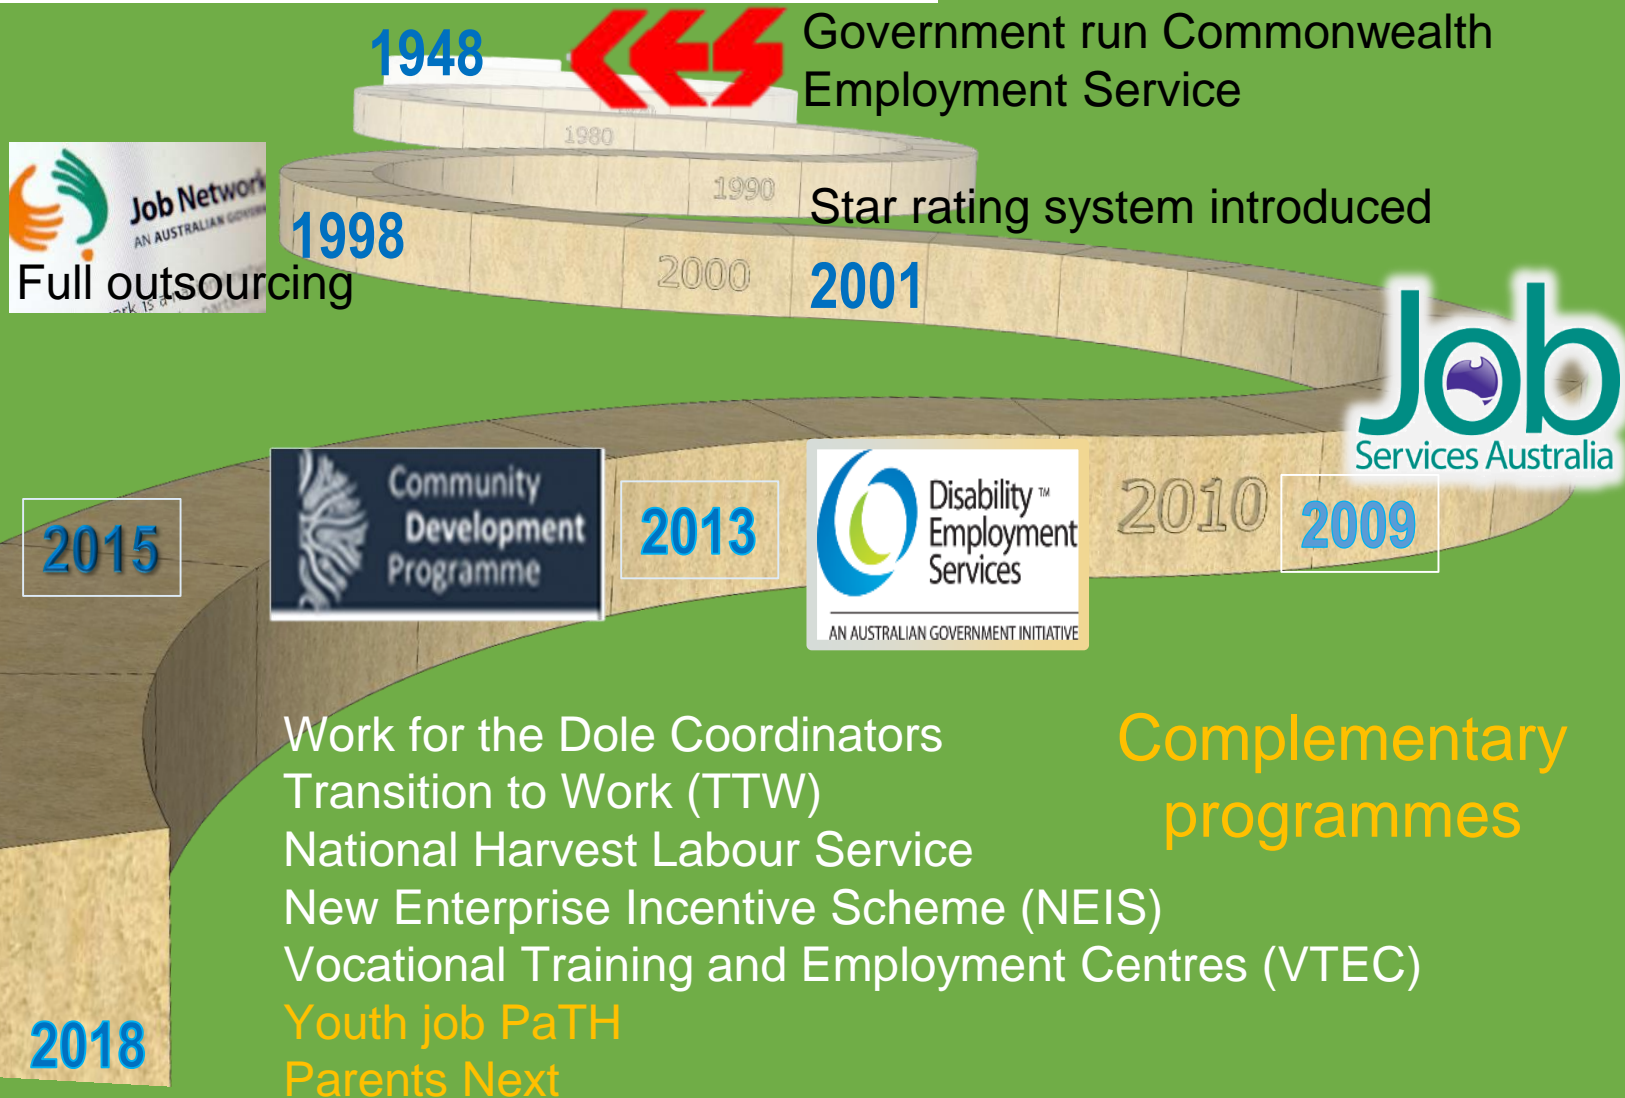 1948
CES
Government run Commonwealth
Employment Service
1980
Job Network
AN AUSTRALIAN
1990
1998
Star rating system introduced
Full outsourcing
2000
2001
Job
Services Australia
2015
Community
Development
Programme
2013
Disability ™
Employment
Services
AN AUSTRALIAN GOVERNMENT INITIATIVE
2010
2009
Work for the Dole Coordinators
Transition to Work (TTW)
National Harvest Labour Service
New Enterprise Incentive Scheme (NEIS)
Vocational Training and Employment Centres (VTEC)
Youth job PaTH
Parents Next
Complementary
programmes
2018